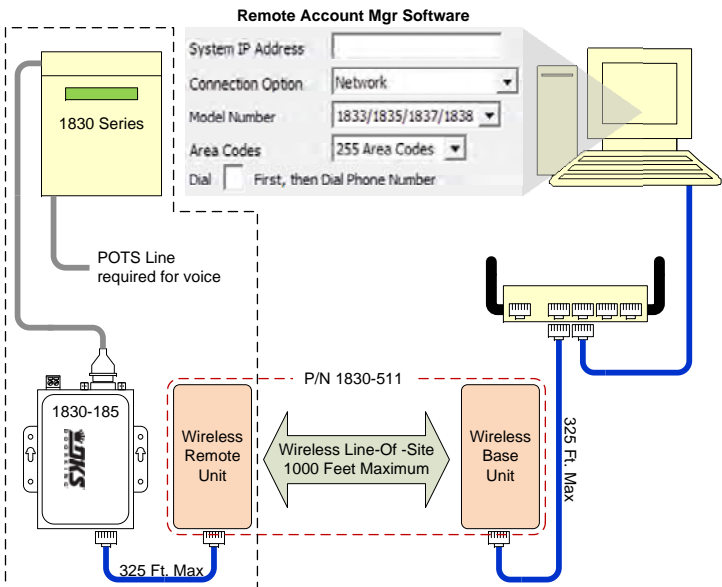 Remote Account Mgr Software
System IP Address
Connection Option Network
Model Number 1833/1835/1837/1838
Area Codes 255 Area Codes
Dial First, then Dial Phone Number
1830 Series
POTS Line
required for voice
P/N 1830-511
1830-185
DKS
DOORKING
Wireless
Remote
Unit
Wireless Line-Of -Site
1000 Feet Maximum
Wireless
Base
Unit
325 Ft. Max
325 Ft. Max